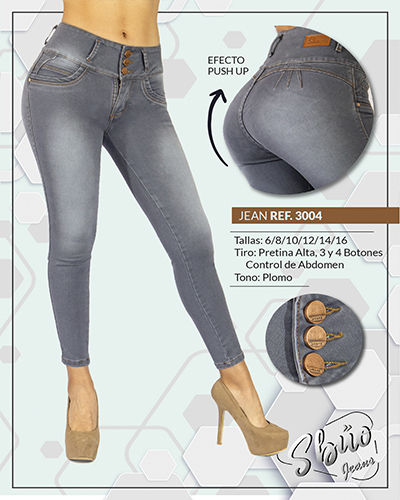 EFECTO
PUSH UP
JEAN REF. 3004
Tallas: 6/8/10/12/14/16
Tiro: Pretina Alta, 3 y 4 Botones
Control de Abdomen
Tono: Plomo
Sbüo
Jeans